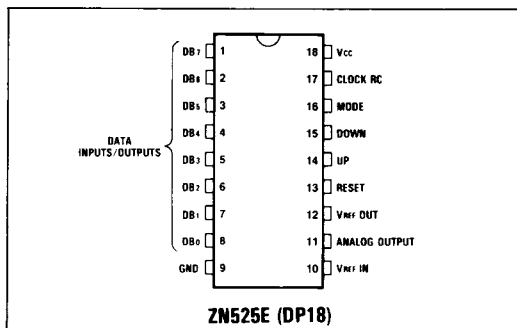 DB7 1 18 VCC
DB6 2 17 CLOCK RC
DB5 3 16 MODE
DB4 4 15 DOWN
DATA
INPUTS/OUTPUTS
DB3 5 14 UP
DB2 6 13 RESET
DB1 7 12 VREF OUT
DB0 8 11 ANALOG OUTPUT
GND 9 10 VREF IN
ZN525E (DP18)